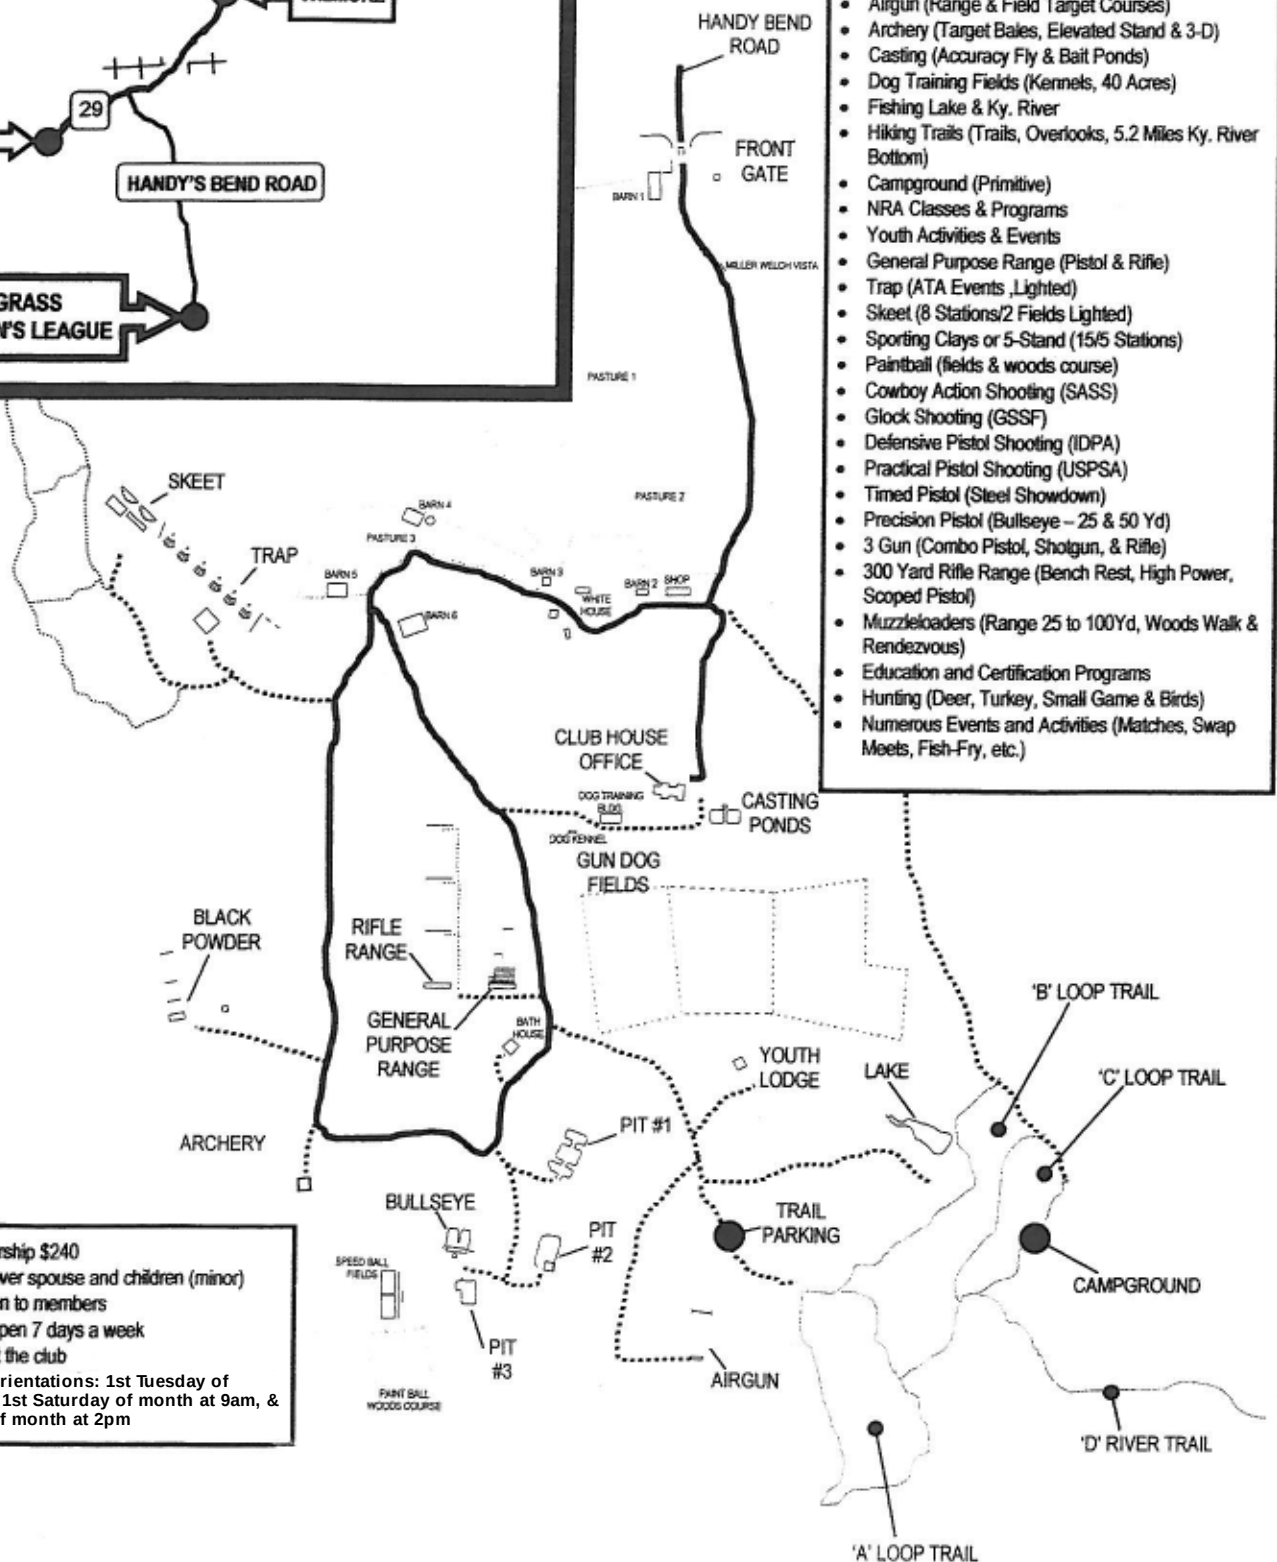 29
HANDY'S BEND ROAD
GRASS
N'S LEAGUE
HANDY BEND
ROAD
FRONT
GATE
BARN 1
MILLER WELCH VISTA
PASTURE 1
PASTURE 2
• Airgun (Range & Field Target Courses)
• Archery (Target Bales, Elevated Stand & 3-D)
• Casting (Accuracy Fly & Bait Ponds)
• Dog Training Fields (Kennels, 40 Acres)
• Fishing Lake & Ky. River
• Hiking Trails (Trails, Overlooks, 5.2 Miles Ky. River
Bottom)
• Campground (Primitive)
• NRA Classes & Programs
• Youth Activities & Events
• General Purpose Range (Pistol & Rifle)
• Trap (ATA Events ,Lighted)
• Skeet (8 Stations/2 Fields Lighted)
• Sporting Clays or 5-Stand (15/5 Stations)
• Paintball (fields & woods course)
• Cowboy Action Shooting (SASS)
• Glock Shooting (GSSF)
• Defensive Pistol Shooting (IDPA)
• Practical Pistol Shooting (USPSA)
• Timed Pistol (Steel Showdown)
• Precision Pistol (Bullseye – 25 & 50 Yd)
• 3 Gun (Combo Pistol, Shotgun, & Rifle)
• 300 Yard Rifle Range (Bench Rest, High Power,
Scoped Pistol)
• Muzzleloaders (Range 25 to 100Yd, Woods Walk &
Rendezvous)
• Education and Certification Programs
• Hunting (Deer, Turkey, Small Game & Birds)
• Numerous Events and Activities (Matches, Swap
Meets, Fish-Fry, etc.)
SKEET
TRAP
BARN 4
PASTURE 3
BARN 5
BARN 6
BARN 3
WHITE
HOUSE
BARN 2
SHOP
CLUB HOUSE
OFFICE
DOG TRAINING
BLDG
DOG KENNEL
CASTING
PONDS
GUN DOG
FIELDS
BLACK
POWDER
RIFLE
RANGE
GENERAL
PURPOSE
RANGE
BATH
HOUSE
YOUTH
LODGE
LAKE
'B' LOOP TRAIL
'C' LOOP TRAIL
ARCHERY
PIT #1
BULLSEYE
PIT
#2
TRAIL
PARKING
SPEED BALL
FIELDS
CAMPGROUND
PIT
#3
AIRGUN
PAINT BALL
WOODS COURSE
'D' RIVER TRAIL
'A' LOOP TRAIL
rship $240
ver spouse and children (minor)
n to members
pen 7 days a week
t the club
rientations: 1st Tuesday of
1st Saturday of month at 9am, &
f month at 2pm